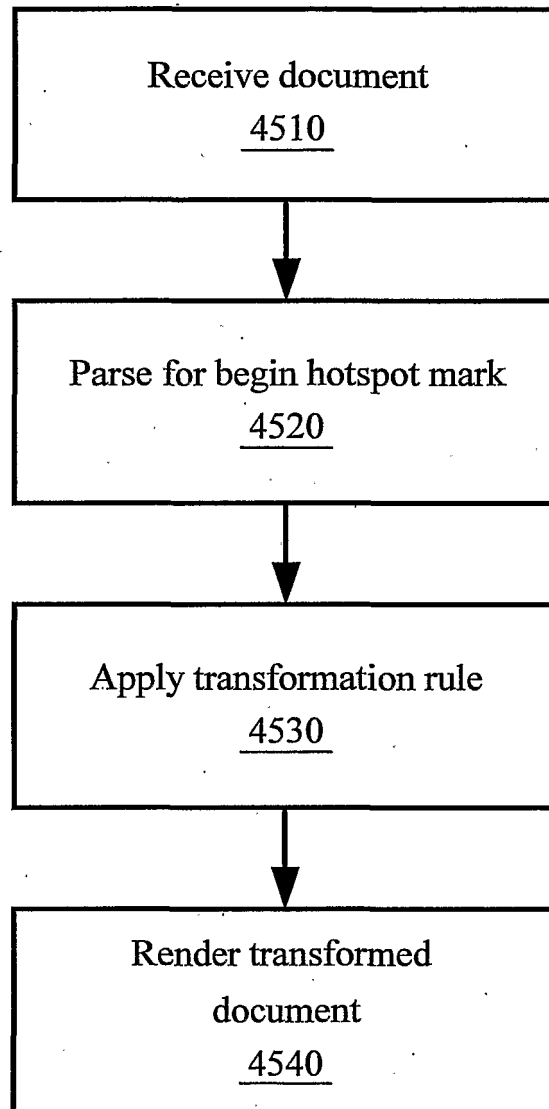 Receive document
4510
Parse for begin hotspot mark
4520
Apply transformation rule
4530
Render transformed
document
4540